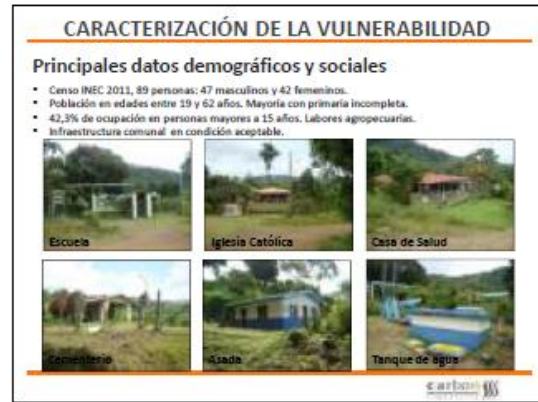 CARACTERIZACIÓN DE LA VULNERABILIDAD
Principales datos demográficos y sociales
• Censo INEC 2011, 89 personas: 47 masculinos y 42 femeninos.
• Población en edades entre 19 y 62 años. Mayoría con primaria incompleta.
• 42,3% de ocupación en personas mayores a 15 años. Labores agropecuarias.
• Infraestructura comunal en condición aceptable.
Escuela
Iglesia Católica
Casa de Salud
Cementerio
Asada
Tanque de agua